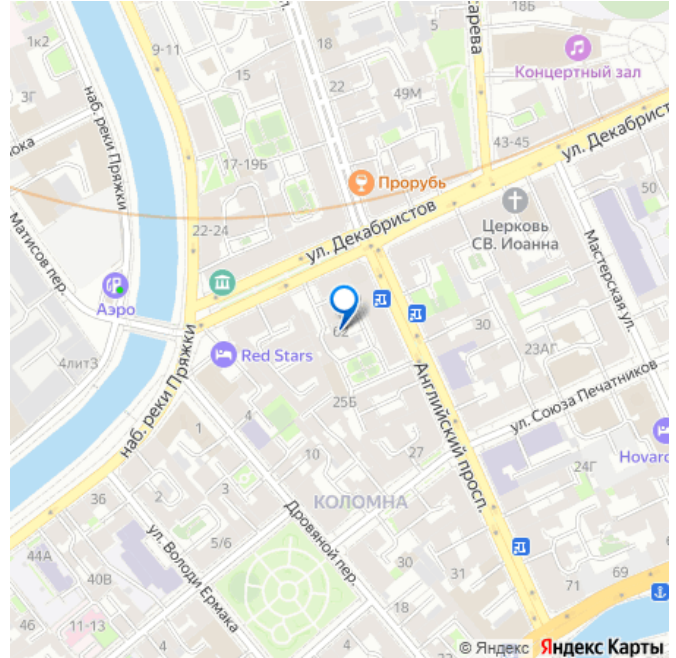 1к2
9-11
18
5
18Б
карева
Концертный зал
15
3Г
22
49М
наб. реки Пряжки
43-45
ул. Декабрист
17-19Б
Прорубь
50
22-24
ул. Декабристов
Церковь
СВ. Иоанна
Матисов пер.
Мастерская ул.
Аэро
62
30
Red Stars
23АГ
4лит3
наб. реки Пряжки
Английский просп.
ул. Союза Печатников
25Б
1
4
27
Hovard
10
2
3
24Г
КОЛОМНА
36
Дровяной пер.
5/6
ул. Володи Ермака
44А
30
40В
31
71
69
18
46
11-13
4
© Яндекс
Яндекс Карты